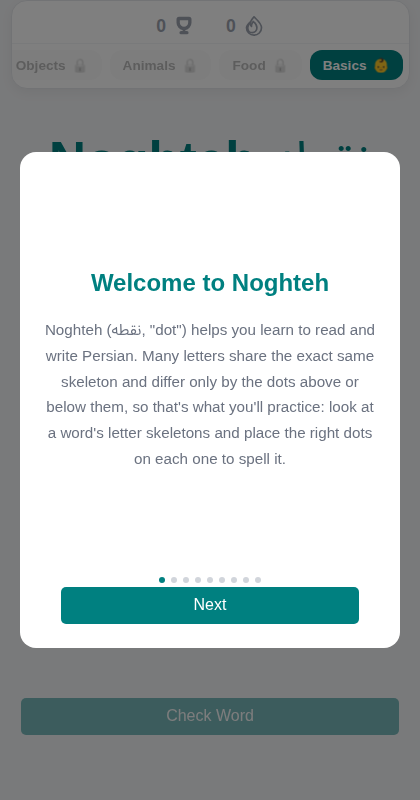 0 0
Objects Animals Food Basics
Noghteh نقطه
Welcome to Noghteh
Noghteh (نقطه, "dot") helps you learn to read and
write Persian. Many letters share the exact same
skeleton and differ only by the dots above or
below them, so that's what you'll practice: look at
a word's letter skeletons and place the right dots
on each one to spell it.
Next
Check Word